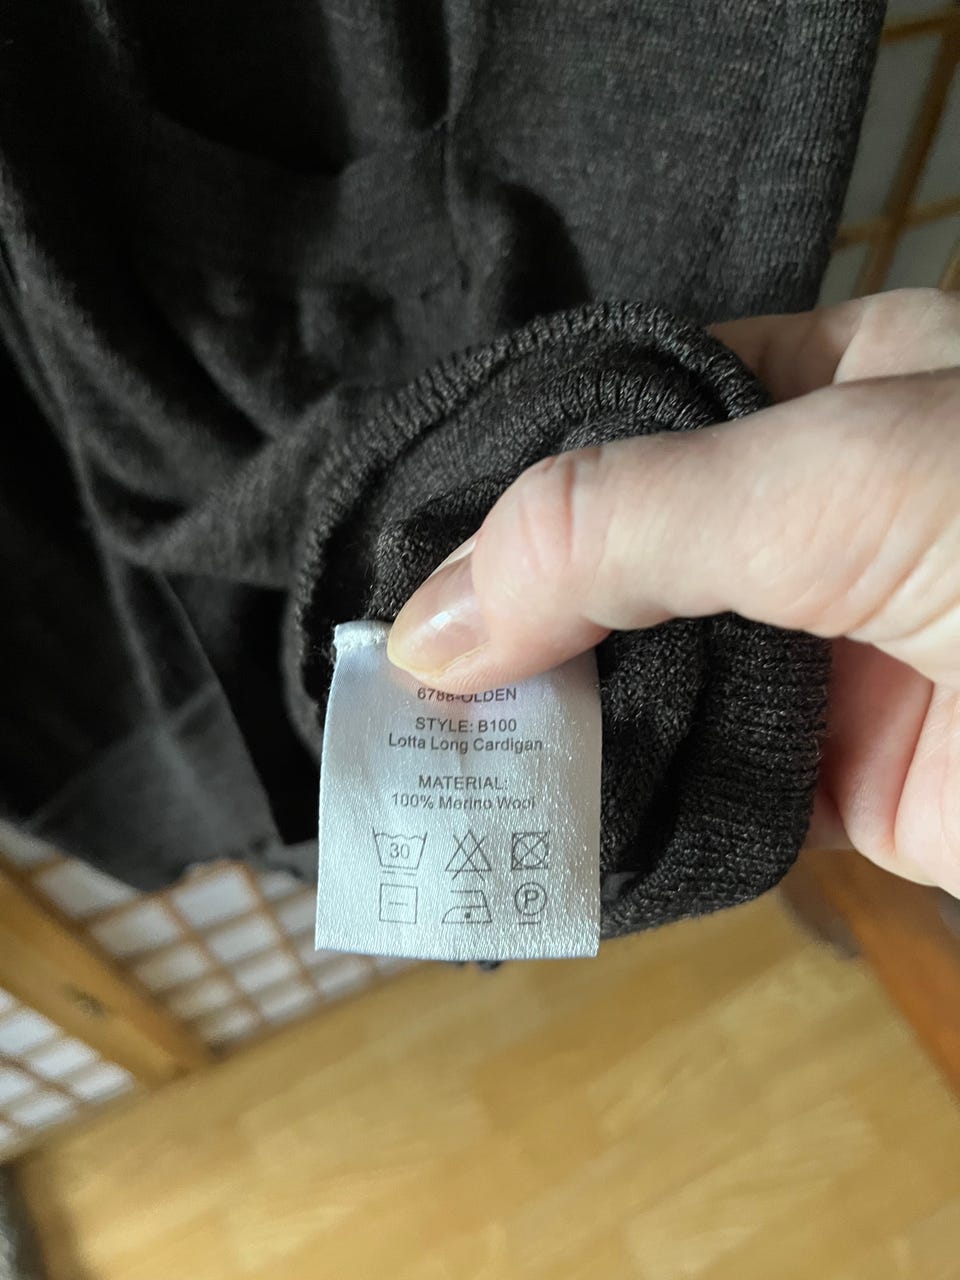 6788-OLDEN
STYLE: B100
Lotta Long Cardigan
MATERIAL:
100% Merino Wool
30
P